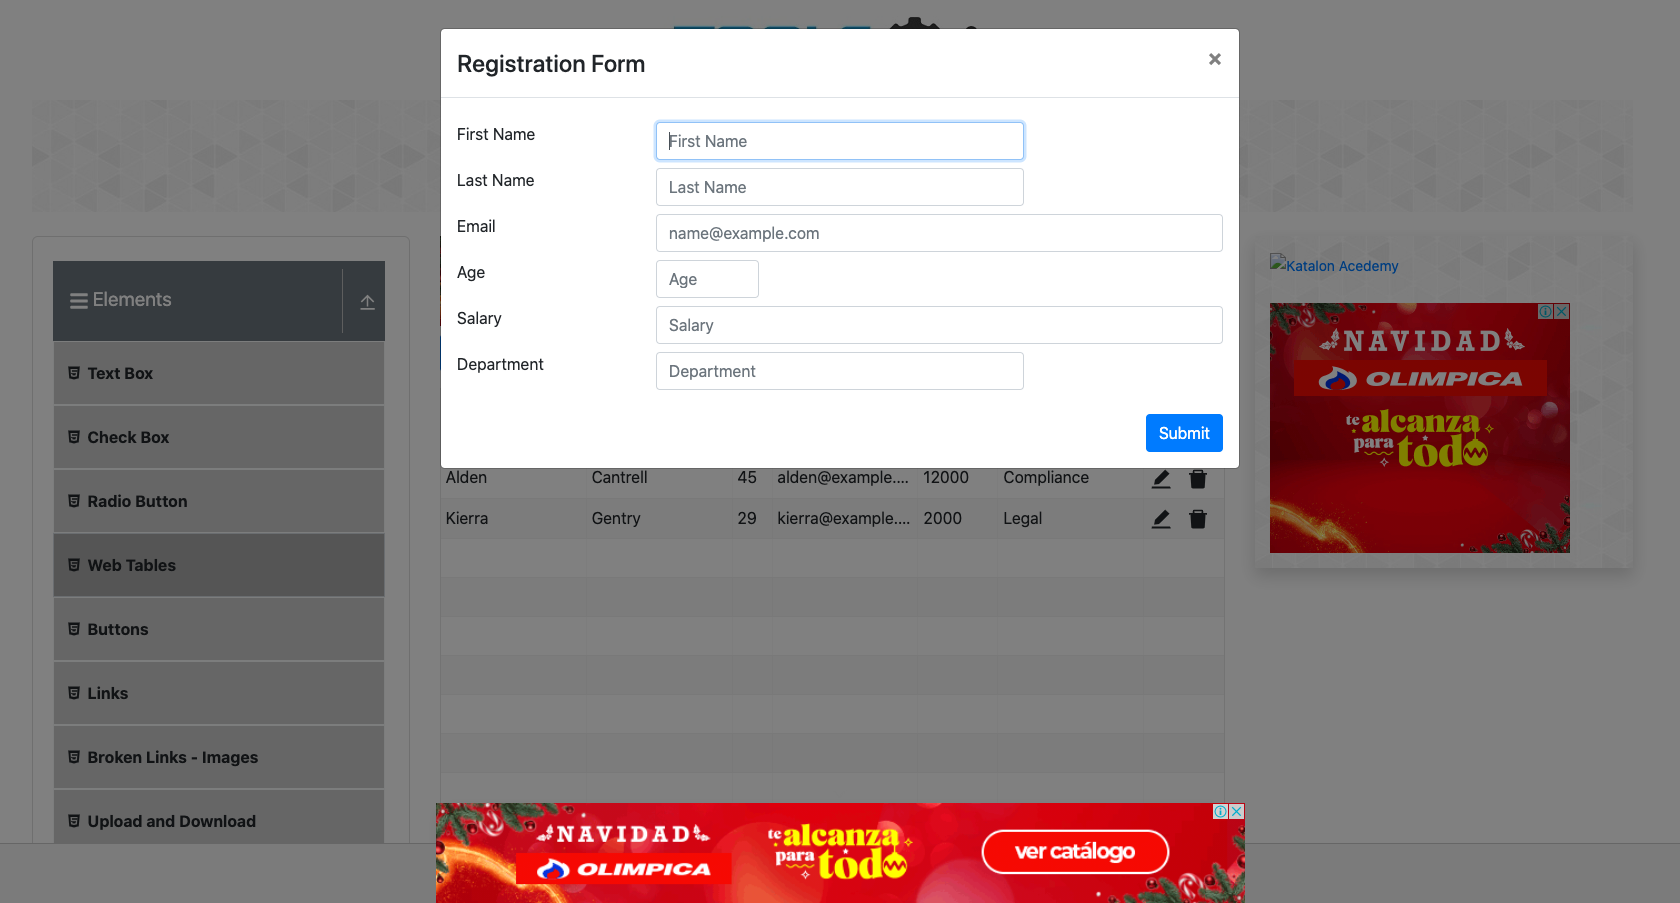 Registration Form
×
First Name
First Name
Last Name
Last Name
Email
name@example.com
Age
Age
Salary
Salary
Department
Department
Submit
Elements
Text Box
Check Box
Radio Button
Web Tables
Buttons
Links
Broken Links - Images
Upload and Download
Alden Cantrell 45 alden@example.... 12000 Compliance
Kierra Gentry 29 kierra@example.... 2000 Legal
Katalon Acedemy
NAVIDAD
OLIMPICA
te alcanza
para todo
NAVIDAD
OLIMPICA
te alcanza
para todo
ver catálogo